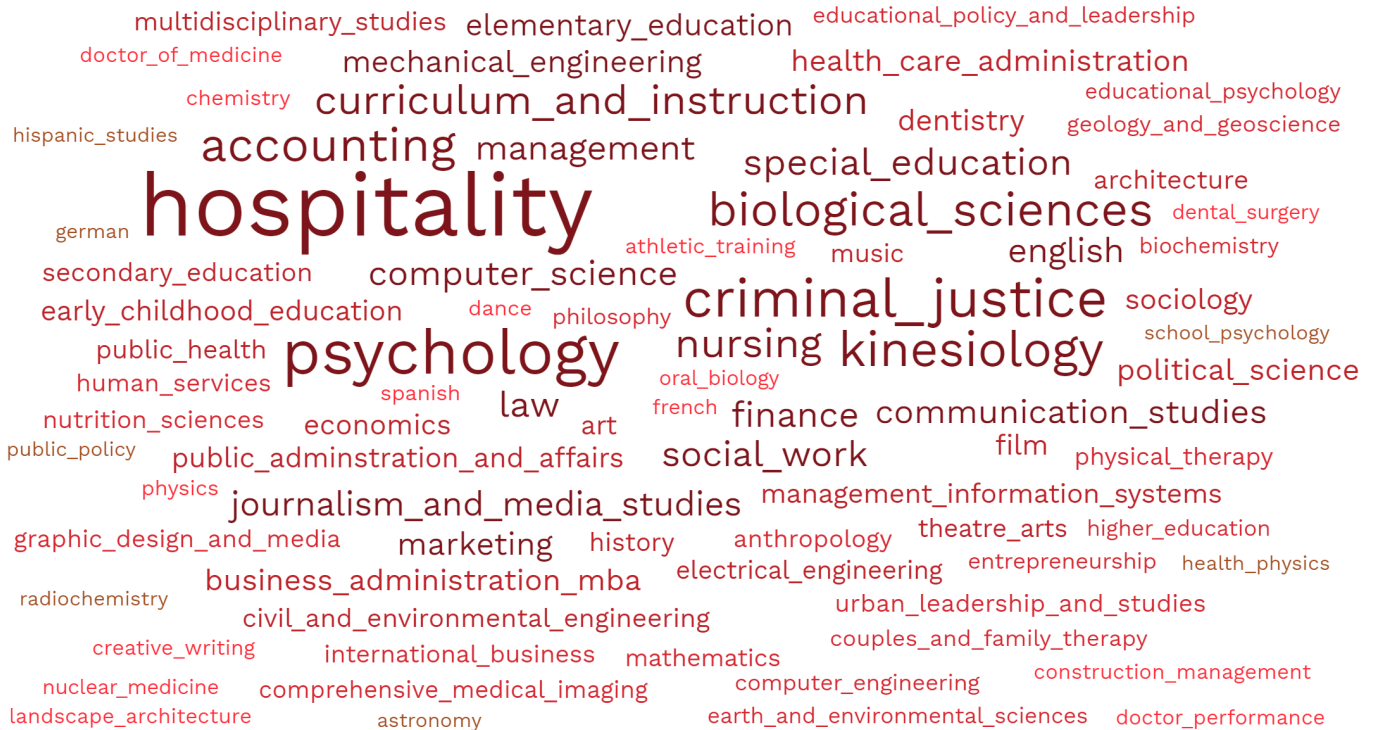 multidisciplinary_studies elementary_education educational_policy_and_leadership
doctor_of_medicine mechanical_engineering health_care_administration
chemistry curriculum_and_instruction educational_psychology
hispanic_studies accounting management dentistry geology_and_geoscience
special_education architecture
german hospitality biological_sciences dental_surgery
athletic_training music english biochemistry
secondary_education computer_science
early_childhood_education dance philosophy criminal_justice sociology
public_health psychology nursing kinesiology school_psychology
human_services spanish oral_biology political_science
nutrition_sciences economics law art french finance communication_studies
public_policy public_adminstration_and_affairs social_work film physical_therapy
physics journalism_and_media_studies management_information_systems
graphic_design_and_media marketing history anthropology theatre_arts higher_education
business_administration_mba electrical_engineering entrepreneurship health_physics
radiochemistry civil_and_environmental_engineering urban_leadership_and_studies
creative_writing international_business mathematics couples_and_family_therapy
nuclear_medicine comprehensive_medical_imaging computer_engineering construction_management
landscape_architecture astronomy earth_and_environmental_sciences doctor_performance